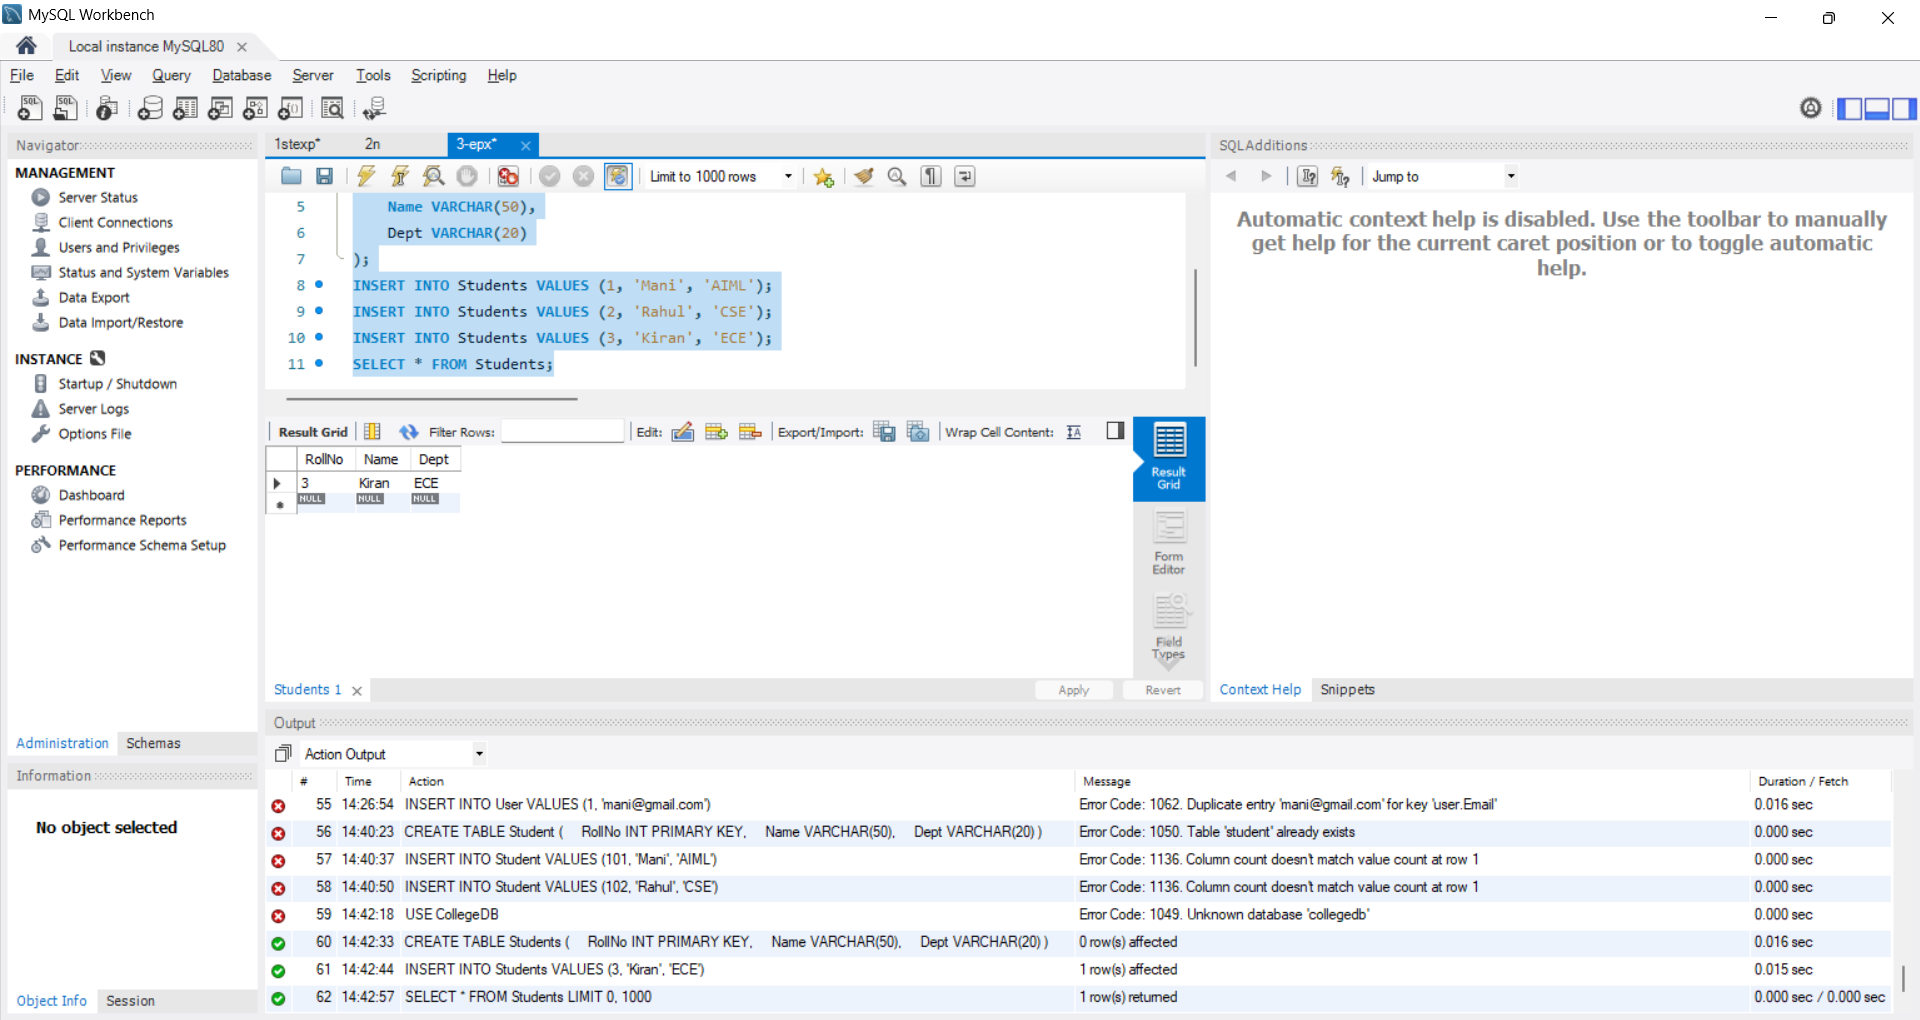 MySQL Workbench
Local instance MySQL80
File Edit View Query Database Server Tools Scripting Help
Navigator
MANAGEMENT
Server Status
Client Connections
Users and Privileges
Status and System Variables
Data Export
Data Import/Restore
INSTANCE
Startup / Shutdown
Server Logs
Options File
PERFORMANCE
Dashboard
Performance Reports
Performance Schema Setup
Administration Schemas
Information
No object selected
Object Info Session
1stexp* 2n 3-epx*
Limit to 1000 rows
5 Name VARCHAR(50),
6 Dept VARCHAR(20)
7 );
8 INSERT INTO Students VALUES (1, 'Mani', 'AIML');
9 INSERT INTO Students VALUES (2, 'Rahul', 'CSE');
10 INSERT INTO Students VALUES (3, 'Kiran', 'ECE');
11 SELECT * FROM Students;
Result Grid Filter Rows: Edit: Export/Import: Wrap Cell Content:
RollNo Name Dept
3 Kiran ECE
NULL NULL NULL
Result Grid
Form Editor
Field Types
Students 1 Apply Revert
SQLAdditions
Jump to
Automatic context help is disabled. Use the toolbar to manually
get help for the current caret position or to toggle automatic
help.
Context Help Snippets
Output
Action Output
# Time Action Message Duration / Fetch
55 14:26:54 INSERT INTO User VALUES (1, 'mani@gmail.com') Error Code: 1062. Duplicate entry 'mani@gmail.com' for key 'user.Email' 0.016 sec
56 14:40:23 CREATE TABLE Student ( RollNo INT PRIMARY KEY, Name VARCHAR(50), Dept VARCHAR(20) ) Error Code: 1050. Table 'student' already exists 0.000 sec
57 14:40:37 INSERT INTO Student VALUES (101, 'Mani', 'AIML') Error Code: 1136. Column count doesn't match value count at row 1 0.000 sec
58 14:40:50 INSERT INTO Student VALUES (102, 'Rahul', 'CSE') Error Code: 1136. Column count doesn't match value count at row 1 0.000 sec
59 14:42:18 USE CollegeDB Error Code: 1049. Unknown database 'collegedb' 0.000 sec
60 14:42:33 CREATE TABLE Students ( RollNo INT PRIMARY KEY, Name VARCHAR(50), Dept VARCHAR(20) ) 0 row(s) affected 0.016 sec
61 14:42:44 INSERT INTO Students VALUES (3, 'Kiran', 'ECE') 1 row(s) affected 0.015 sec
62 14:42:57 SELECT * FROM Students LIMIT 0, 1000 1 row(s) returned 0.000 sec / 0.000 sec